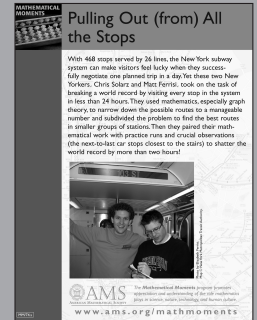 MATHEMATICAL
MOMENTS
Pulling Out (from) All
the Stops
With 468 stops served by 26 lines, the New York subway
system can make visitors feel lucky when they success-
fully negotiate one planned trip in a day. Yet these two New
Yorkers, Chris Solarz and Matt Ferrisi, took on the task of
breaking a world record by visiting every stop in the system
in less than 24 hours. They used mathematics, especially graph
theory, to narrow down the possible routes to a manageable
number and subdivided the problem to find the best routes
in smaller groups of stations. Then they paired their math-
ematical work with practice runs and crucial observations
(the next-to-last car stops closest to the stairs) to shatter the
world record by more than two hours!
AMS
AMERICAN MATHEMATICAL SOCIETY
The Mathematical Moments program promotes
appreciation and understanding of the role mathematics
plays in science, nature, technology and human culture.
www.ams.org/mathmoments